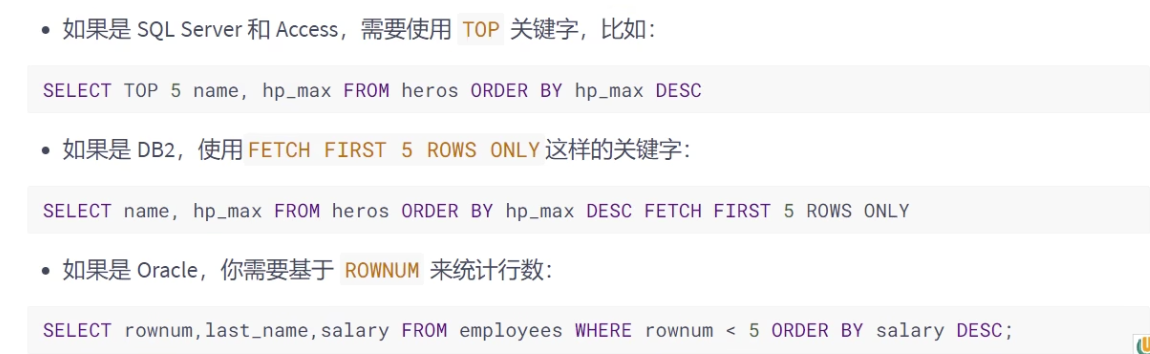 • 如果是 SQL Server 和 Access，需要使用 TOP 关键字，比如：
SELECT TOP 5 name, hp_max FROM heros ORDER BY hp_max DESC
• 如果是 DB2，使用FETCH FIRST 5 ROWS ONLY这样的关键字：
SELECT name, hp_max FROM heros ORDER BY hp_max DESC FETCH FIRST 5 ROWS ONLY
• 如果是 Oracle，你需要基于 ROWNUM 来统计行数：
SELECT rownum,last_name,salary FROM employees WHERE rownum < 5 ORDER BY salary DESC;